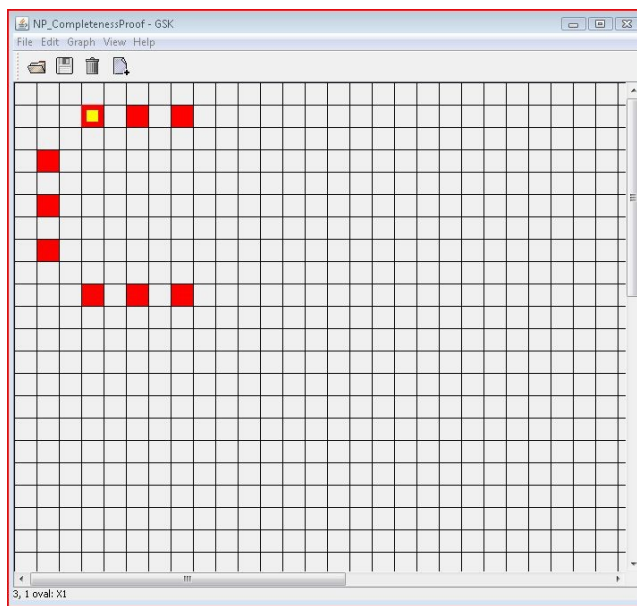 NP_CompletenessProof - GSK
File Edit Graph View Help
3, 1 oval: X1